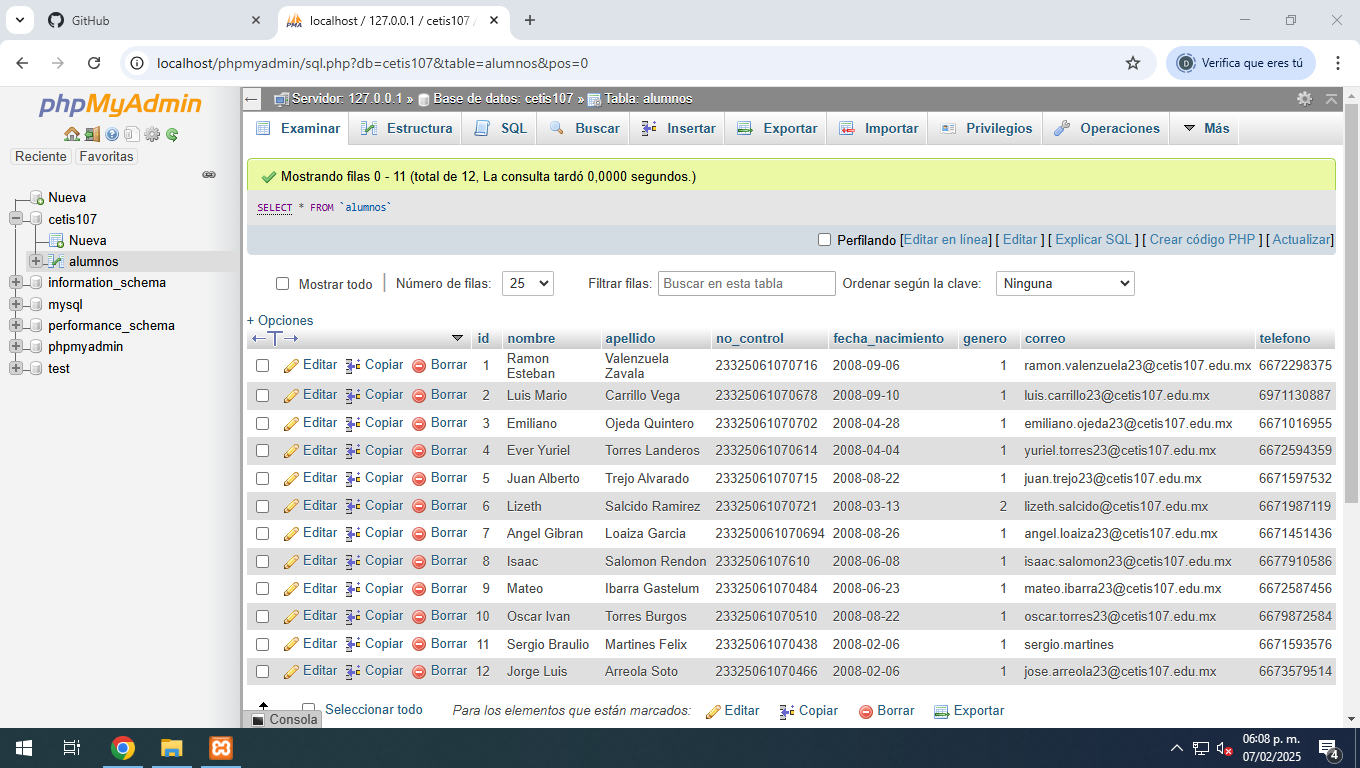 GitHub
localhost / 127.0.0.1 / cetis107
localhost/phpmyadmin/sql.php?db=cetis107&table=alumnos&pos=0
Verifica que eres tú
phpMyAdmin
Reciente Favoritas
Nueva
cetis107
Nueva
alumnos
information_schema
mysql
performance_schema
phpmyadmin
test
Servidor: 127.0.0.1 » Base de datos: cetis107 » Tabla: alumnos
Examinar Estructura SQL Buscar Insertar Exportar Importar Privilegios Operaciones Más
Mostrando filas 0 - 11 (total de 12, La consulta tardó 0,0000 segundos.)
SELECT * FROM `alumnos`
Perfilando [Editar en línea] [ Editar ] [ Explicar SQL ] [ Crear código PHP ] [ Actualizar]
Mostrar todo Número de filas: 25 Filtrar filas: Buscar en esta tabla Ordenar según la clave: Ninguna
+ Opciones
←T→ id nombre apellido no_control fecha_nacimiento genero correo telefono
Editar Copiar Borrar 1 Ramon Esteban Valenzuela Zavala 23325061070716 2008-09-06 1 ramon.valenzuela23@cetis107.edu.mx 6672298375
Editar Copiar Borrar 2 Luis Mario Carrillo Vega 23325061070678 2008-09-10 1 luis.carrillo23@cetis107.edu.mx 6971130887
Editar Copiar Borrar 3 Emiliano Ojeda Quintero 23325061070702 2008-04-28 1 emiliano.ojeda23@cetis107.edu.mx 6671016955
Editar Copiar Borrar 4 Ever Yuriel Torres Landeros 23325061070614 2008-04-04 1 yuriel.torres23@cetis107.edu.mx 6672594359
Editar Copiar Borrar 5 Juan Alberto Trejo Alvarado 23325061070715 2008-08-22 1 juan.trejo23@cetis107.edu.mx 6671597532
Editar Copiar Borrar 6 Lizeth Salcido Ramirez 23325061070721 2008-03-13 2 lizeth.salcido@cetis107.edu.mx 6671987119
Editar Copiar Borrar 7 Angel Gibran Loaiza Garcia 233250061070694 2008-08-26 1 angel.loaiza23@cetis107.edu.mx 6671451436
Editar Copiar Borrar 8 Isaac Salomon Rendon 2332506107610 2008-06-08 1 isaac.salomon23@cetis107.edu.mx 6677910586
Editar Copiar Borrar 9 Mateo Ibarra Gastelum 23325061070484 2008-06-23 1 mateo.ibarra23@cetis107.edu.mx 6672587456
Editar Copiar Borrar 10 Oscar Ivan Torres Burgos 23325061070510 2008-08-22 1 oscar.torres23@cetis107.edu.mx 6679872584
Editar Copiar Borrar 11 Sergio Braulio Martines Felix 23325061070438 2008-02-06 1 sergio.martines 6671593576
Editar Copiar Borrar 12 Jorge Luis Arreola Soto 23325061070466 2008-02-06 1 jose.arreola23@cetis107.edu.mx 6673579514
Seleccionar todo Para los elementos que están marcados: Editar Copiar Borrar Exportar
Consola
06:08 p. m.
07/02/2025
4